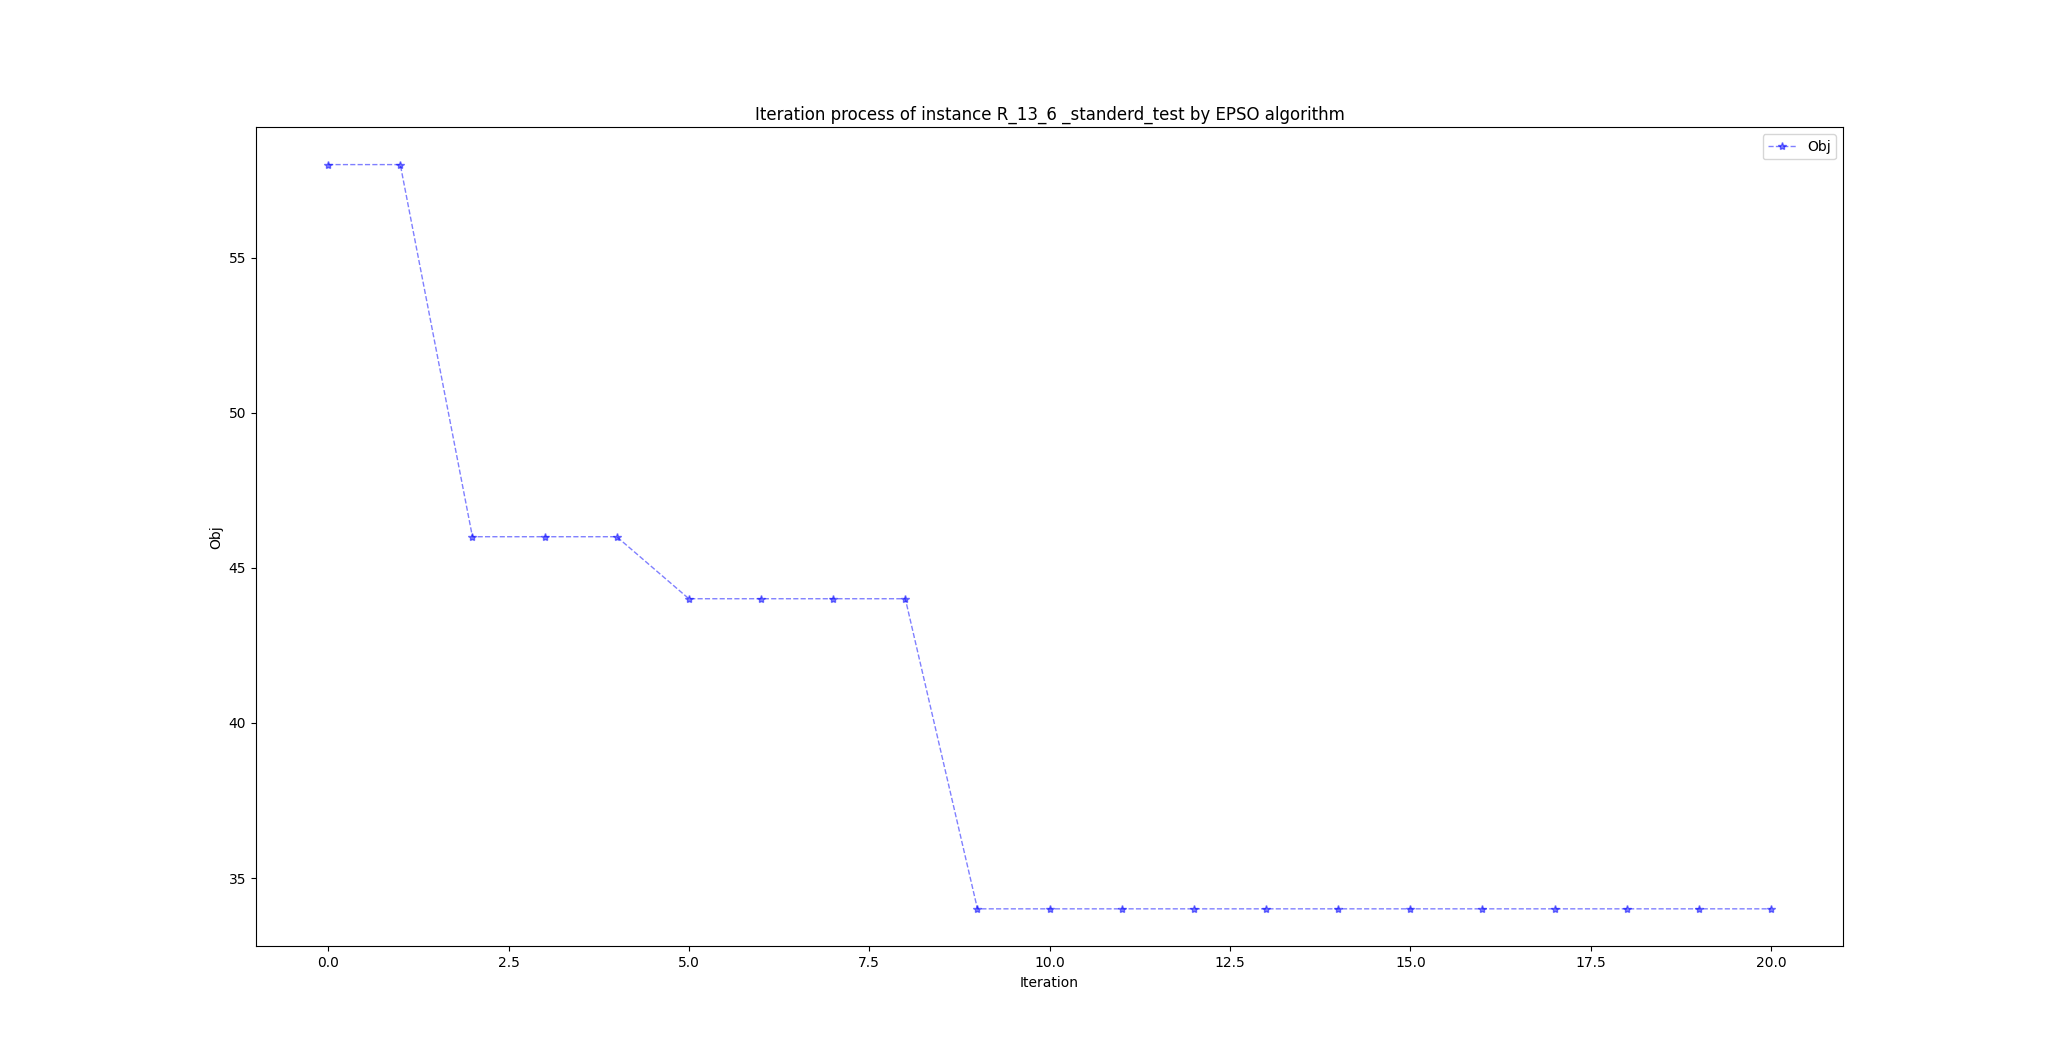 Iteration process of instance R_13_6 _standerd_test by EPSO algorithm
Obj
55
50
45
40
35
Obj
0.0 2.5 5.0 7.5 10.0 12.5 15.0 17.5 20.0
Iteration